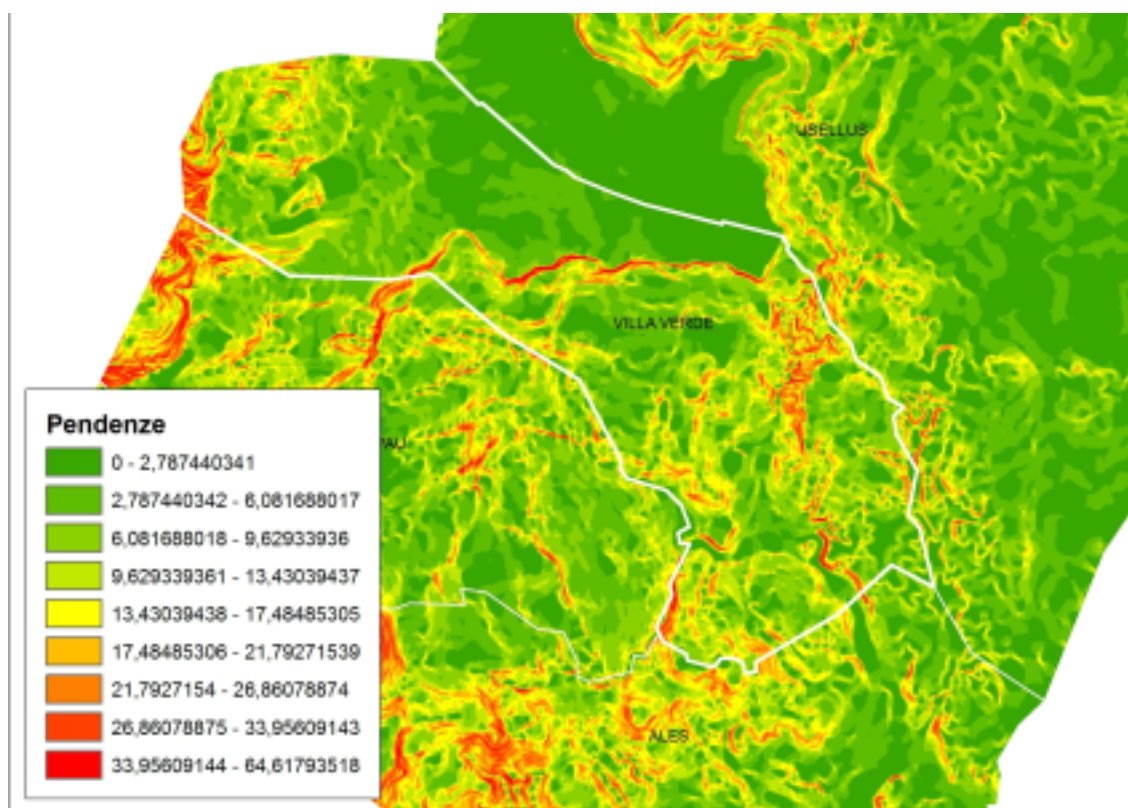 USELLUS
VILLA VERDE
PAU
ALES
Pendenze
0 - 2,787440341
2,787440342 - 6,081688017
6,081688018 - 9,62933936
9,629339361 - 13,43039437
13,43039438 - 17,48485305
17,48485306 - 21,79271539
21,7927154 - 26,86078874
26,86078875 - 33,95609143
33,95609144 - 64,61793518